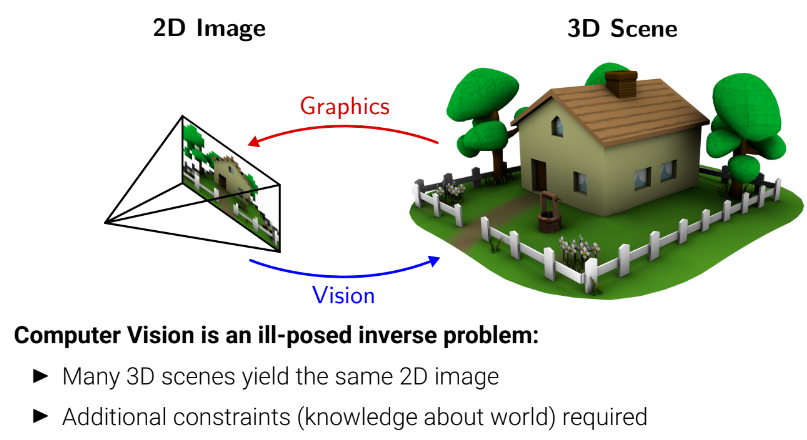 2D Image
3D Scene
Graphics
Vision
Computer Vision is an ill-posed inverse problem:
► Many 3D scenes yield the same 2D image
► Additional constraints (knowledge about world) required